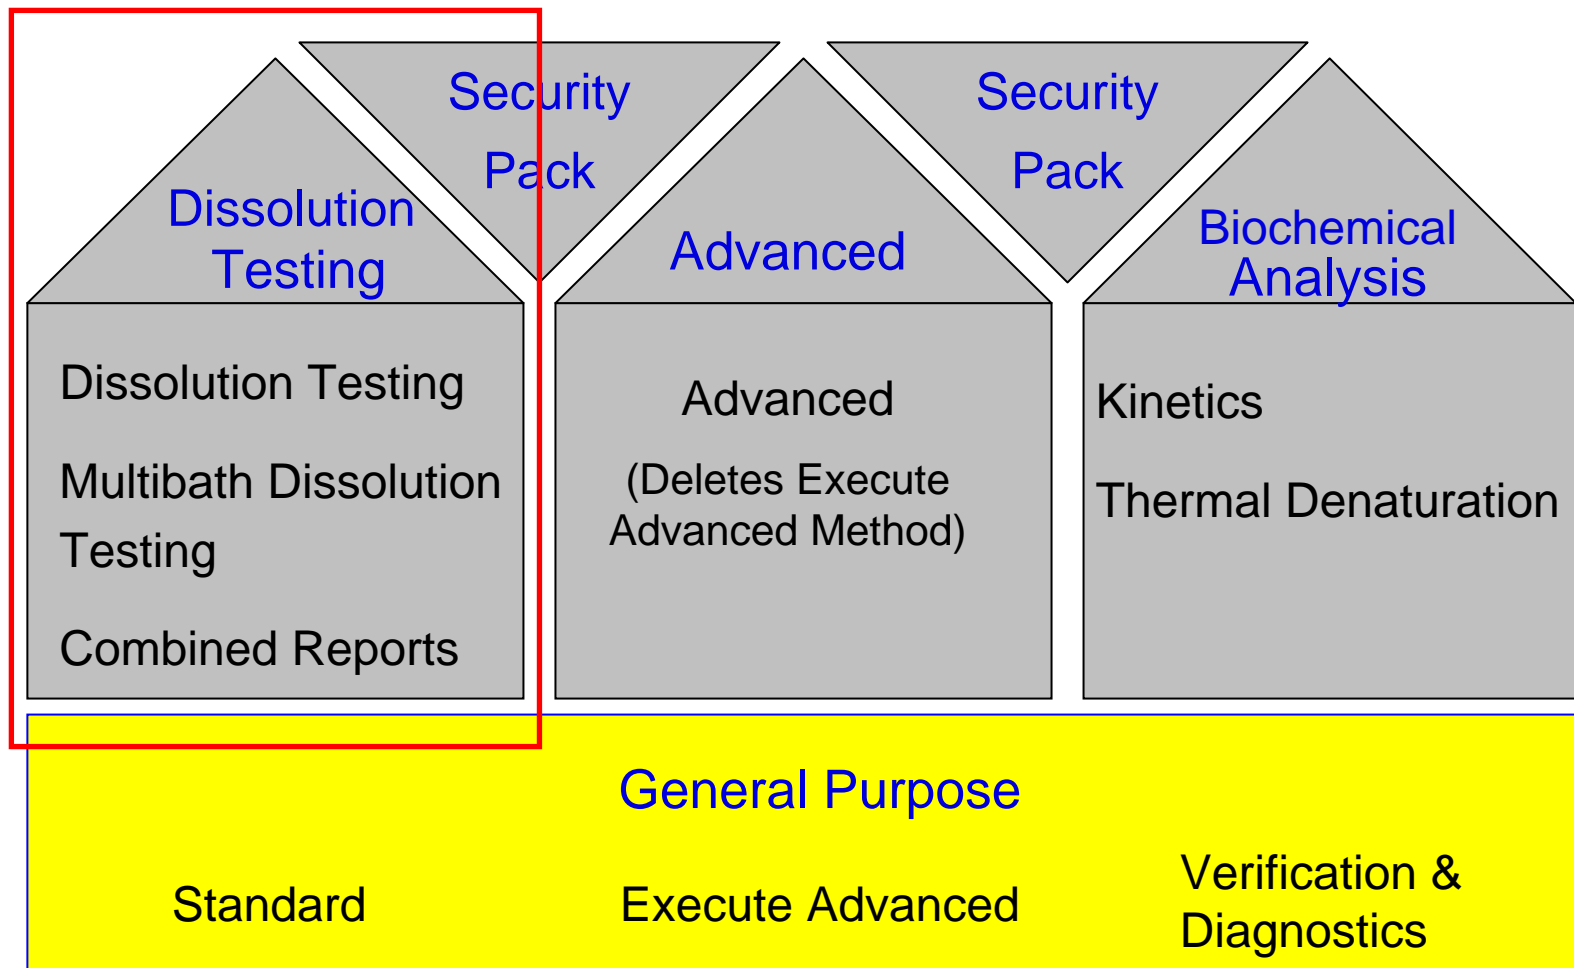 Security
Pack
Security
Pack
Dissolution
Testing
Advanced
Biochemical
Analysis
Dissolution Testing
Multibath Dissolution
Testing
Combined Reports
Advanced
(Deletes Execute
Advanced Method)
Kinetics
Thermal Denaturation
General Purpose
Standard
Execute Advanced
Verification &
Diagnostics